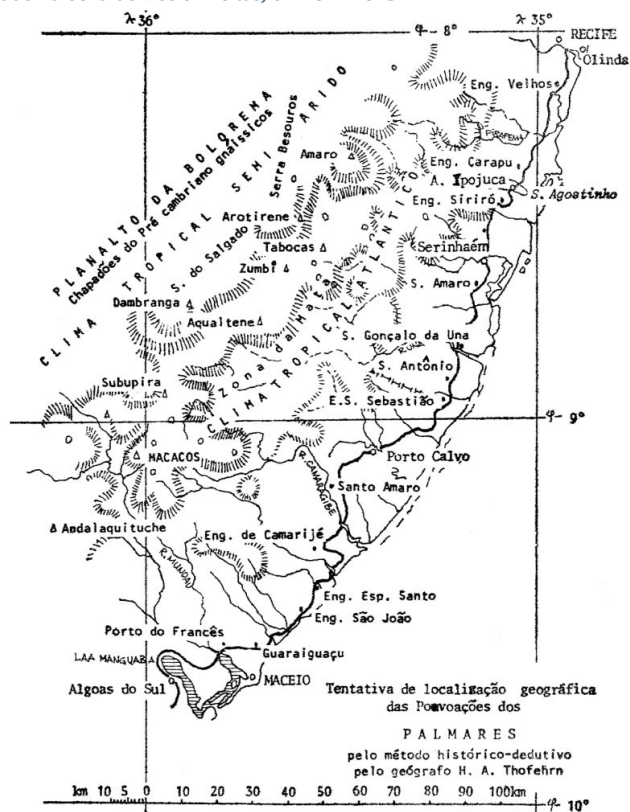 λ 36°
λ 35°
φ - 8°
RECIFE
Olinda
Eng. Velhos
PLANALTO DA BOLOREMA
Chapadões do Pré cambriano gnáissicos
CLIMA TROPICAL SEMI ARIDO
Serra Besouros
Amaro
PIRAPEMA
Eng. Carapu
A. Ipojuca
S. Agostinho
Eng. Siriró
Arotirene
S. do Salgado
Tabocas
Serinhaém
Zumbi
S. Amaro
Dambranga
Aqualtene
Zona da Mata
CLIMA TROPICAL ATLANTICO
S. Gonçalo da Una
R. UNA
S. Antônio
Subupira
E.S. Sebastião
φ - 9°
Porto Calvo
MACACOS
R. CAMARAGIBE
Santo Amaro
Andalaquituche
Eng. de Camarijé
R. MUNDAÚ
Eng. Esp. Santo
Eng. São João
Porto do Francês
LAA MANGUABA
Guaraiguaçu
Algoas do Sul
MACEIO
Tentativa de localização geográfica
das Povoações dos
PALMARES
pelo método histórico-dedutivo
pelo geógrafo H. A. Thofehrn
km 10 5 0 10 20 30 40 50 60 70 80 90 100km
φ - 10°